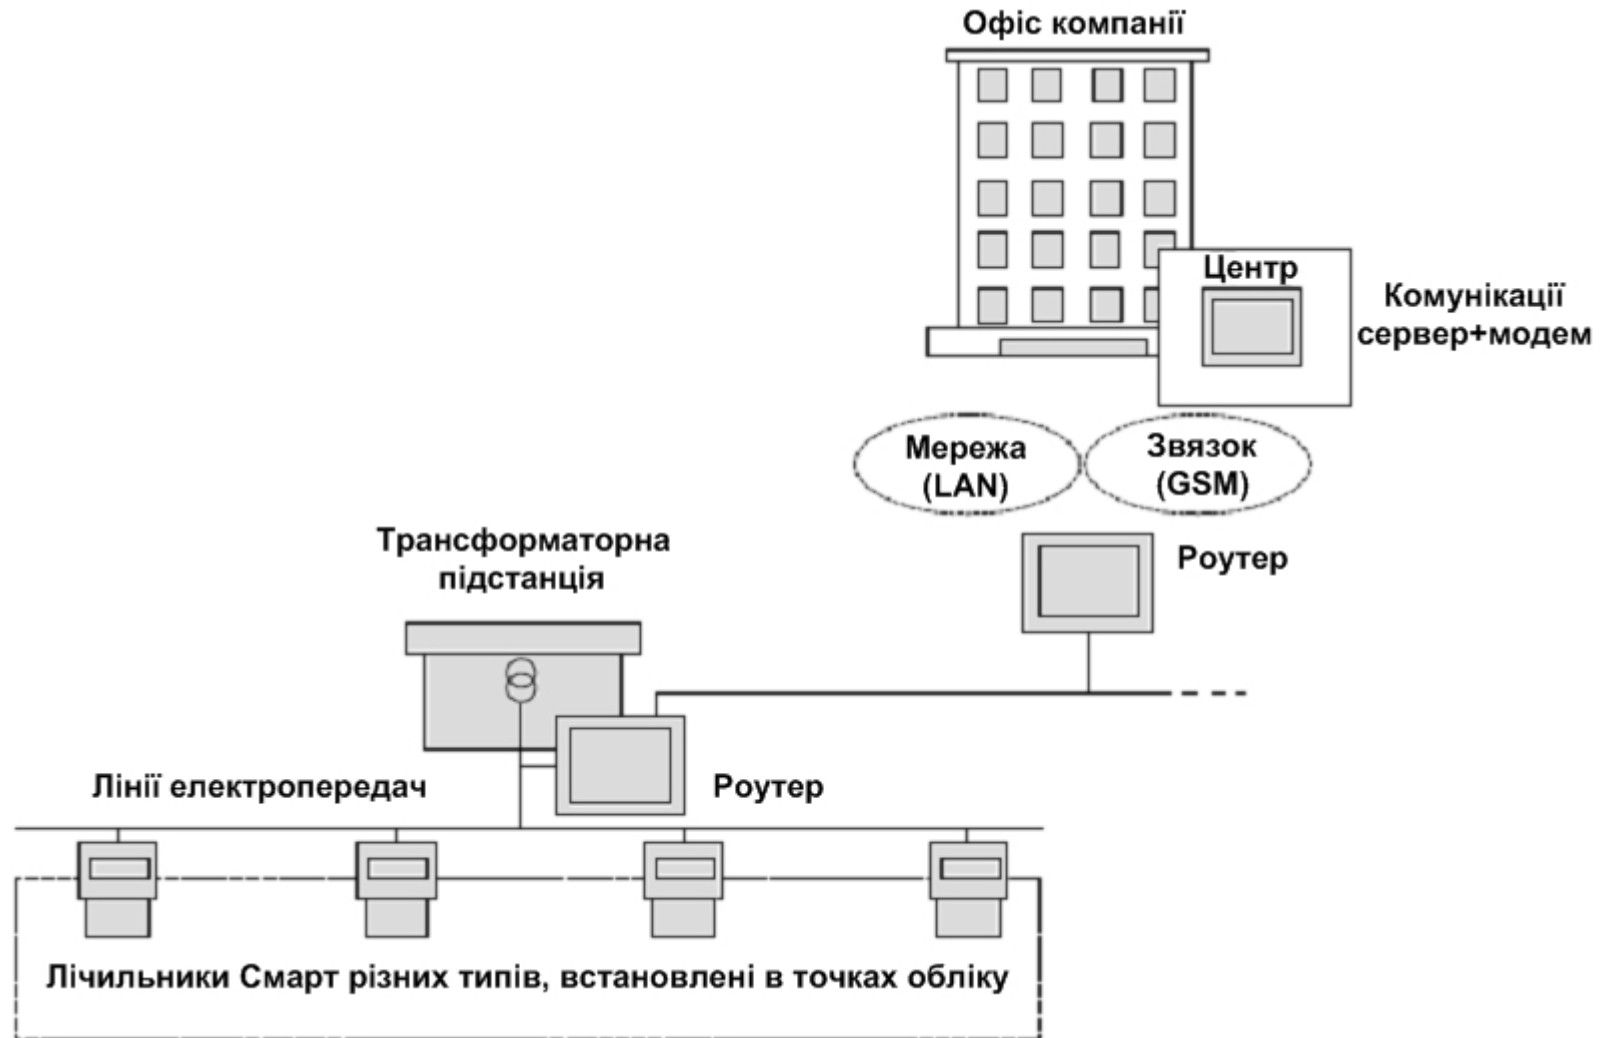 Офіс компанії
Центр
Комунікації
сервер+модем
Мережа
(LAN)
Звязок
(GSM)
Роутер
Трансформаторна
підстанція
Лінії електропередач
Роутер
Лічильники Смарт різних типів, встановлені в точках обліку